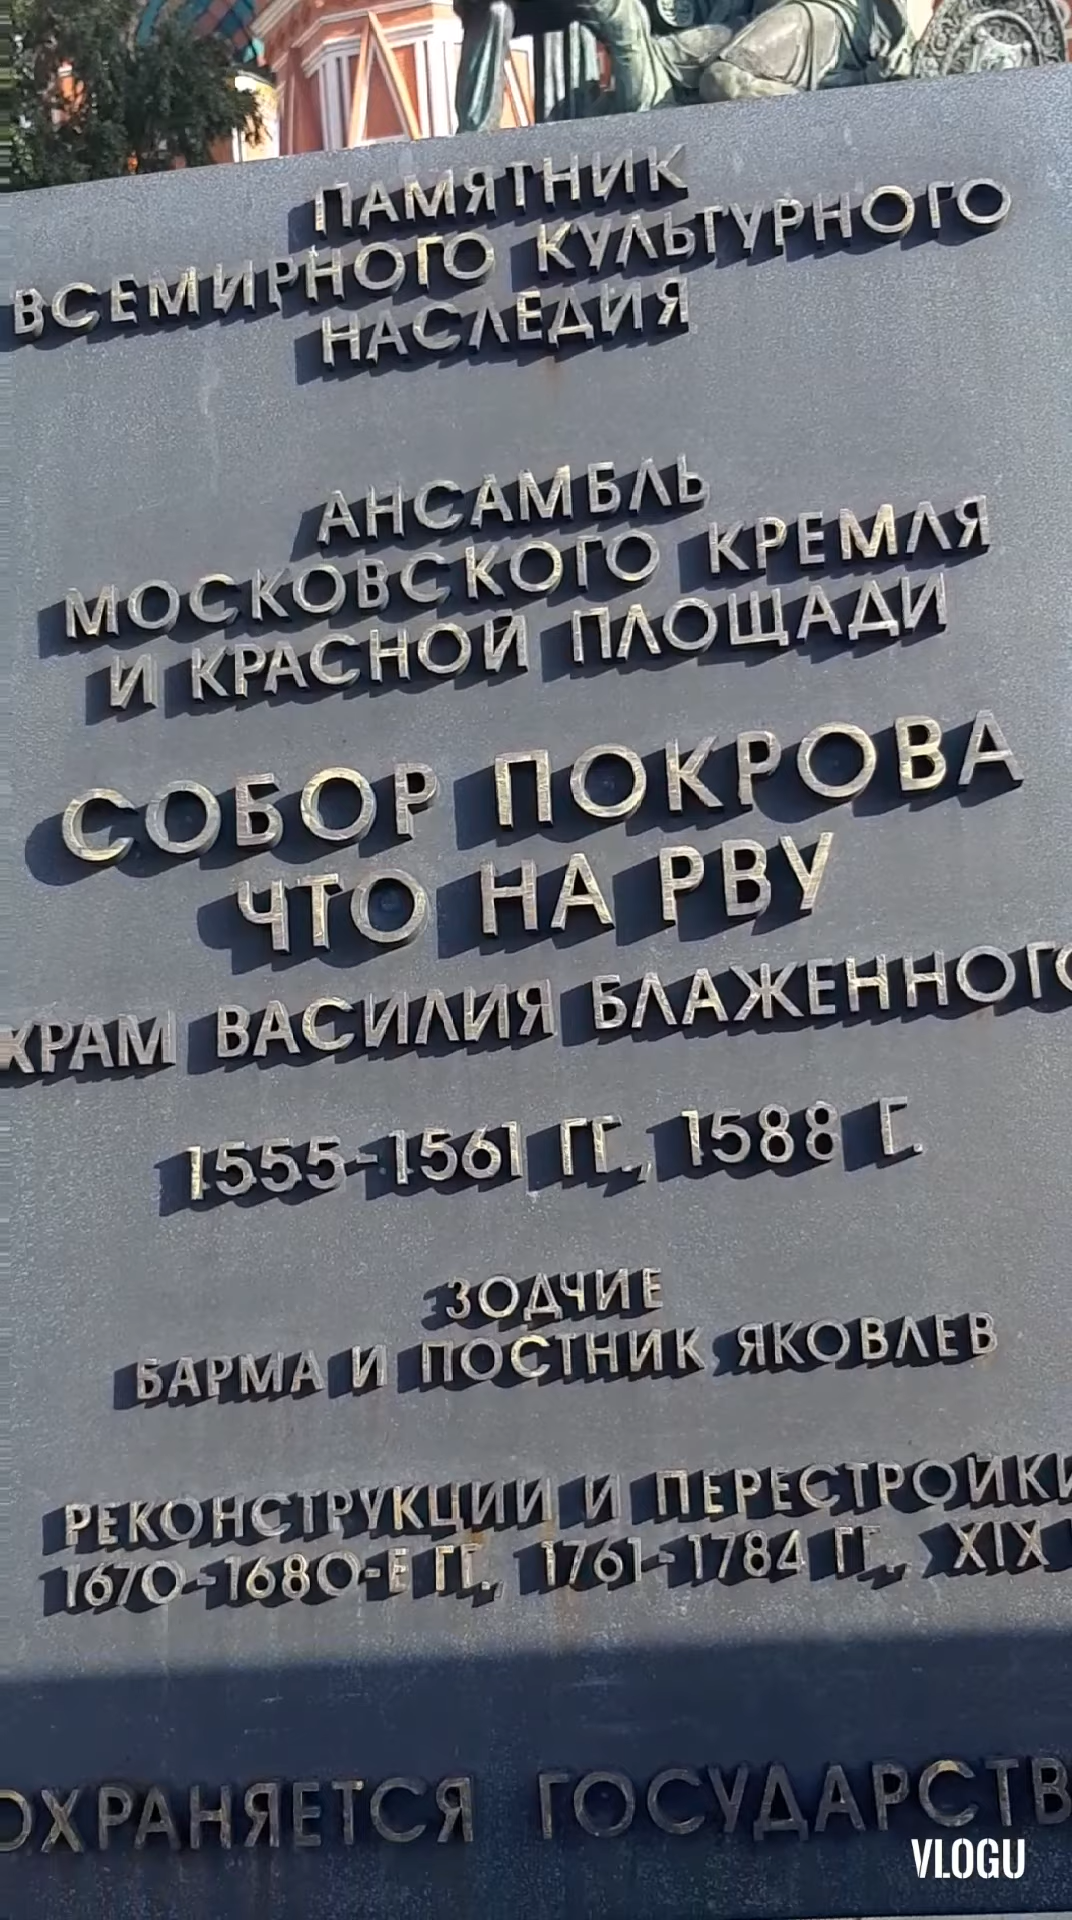 ПАМЯТНИК
ВСЕМИРНОГО КУЛЬТУРНОГО
НАСЛЕДИЯ
АНСАМБЛЬ
МОСКОВСКОГО КРЕМЛЯ
И КРАСНОЙ ПЛОЩАДИ
СОБОР ПОКРОВА
ЧТО НА РВУ
ХРАМ ВАСИЛИЯ БЛАЖЕННОГО
1555-1561 ГГ., 1588 Г.
ЗОДЧИЕ
БАРМА И ПОСТНИК ЯКОВЛЕВ
РЕКОНСТРУКЦИИ И ПЕРЕСТРОЙКИ
1670-1680-Е ГГ., 1761-1784 ГГ., XIX
ОХРАНЯЕТСЯ ГОСУДАРСТВ
VLOGU